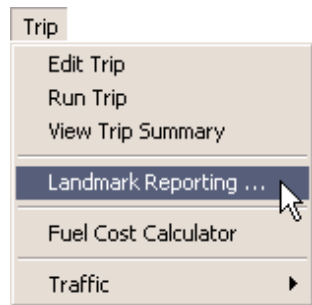 Trip
Edit Trip
Run Trip
View Trip Summary
Landmark Reporting ...
Fuel Cost Calculator
Traffic